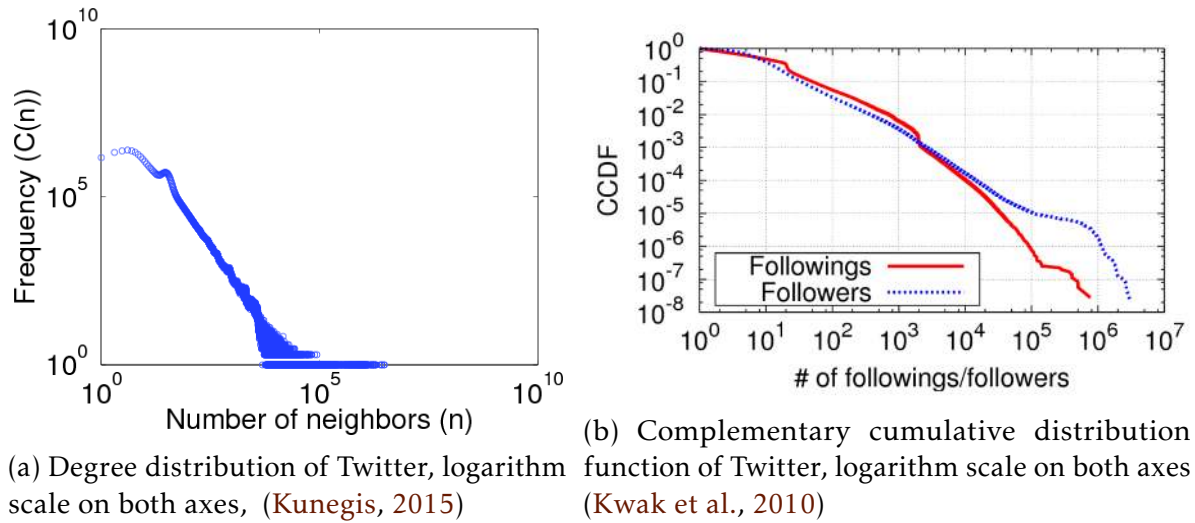 10^10
10^5
10^0
Frequency (C(n))
10^0
10^5
10^10
Number of neighbors (n)
(a) Degree distribution of Twitter, logarithm
scale on both axes, (Kunegis, 2015)
10^0
10^-1
10^-2
10^-3
10^-4
10^-5
10^-6
10^-7
10^-8
CCDF
Followings
Followers
10^0
10^1
10^2
10^3
10^4
10^5
10^6
10^7
# of followings/followers
(b) Complementary cumulative distribution
function of Twitter, logarithm scale on both axes
(Kwak et al., 2010)